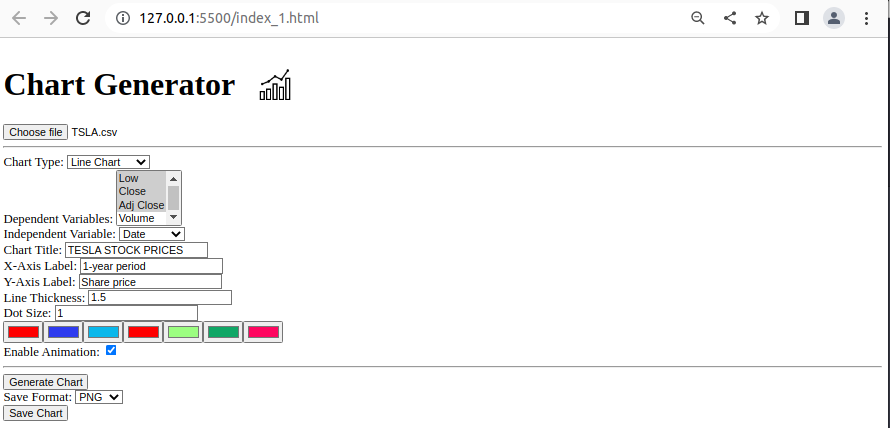 127.0.0.1:5500/index_1.html
Chart Generator
Choose file TSLA.csv
Chart Type: Line Chart
Low
Close
Adj Close
Dependent Variables: Volume
Independent Variable: Date
Chart Title: TESLA STOCK PRICES
X-Axis Label: 1-year period
Y-Axis Label: Share price
Line Thickness: 1.5
Dot Size: 1
Enable Animation:
Generate Chart
Save Format: PNG
Save Chart